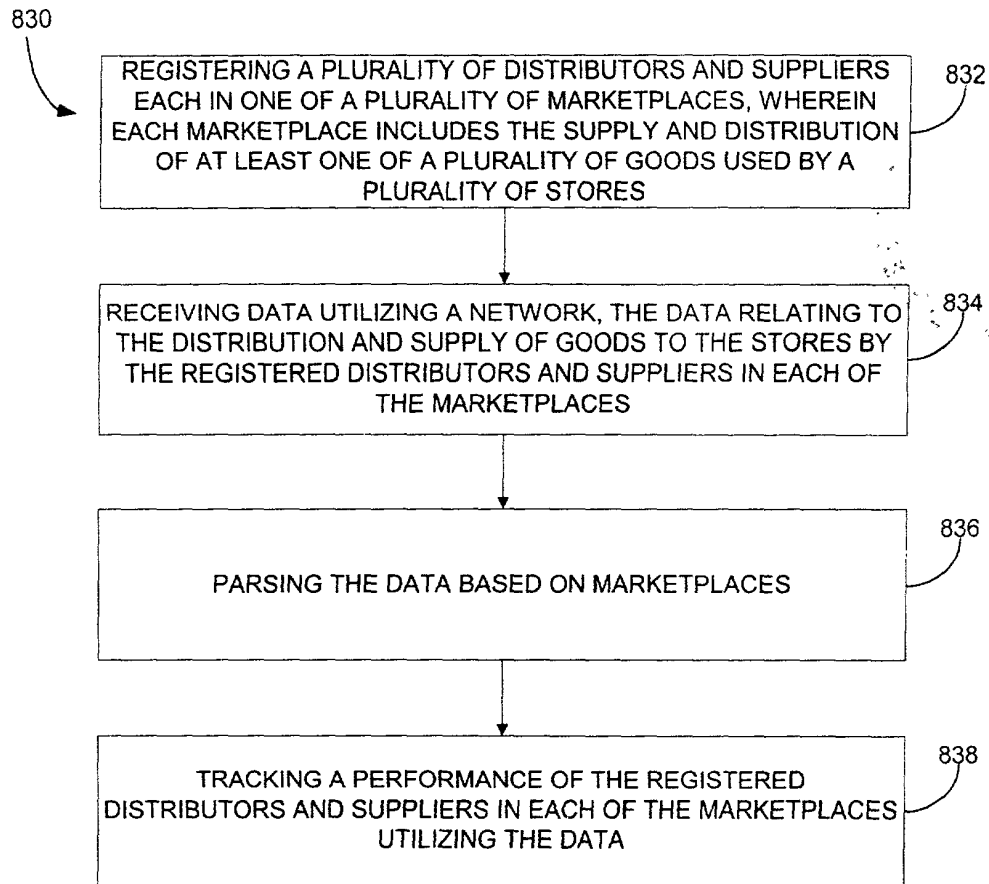 830
REGISTERING A PLURALITY OF DISTRIBUTORS AND SUPPLIERS
EACH IN ONE OF A PLURALITY OF MARKETPLACES, WHEREIN
EACH MARKETPLACE INCLUDES THE SUPPLY AND DISTRIBUTION
OF AT LEAST ONE OF A PLURALITY OF GOODS USED BY A
PLURALITY OF STORES
832
RECEIVING DATA UTILIZING A NETWORK, THE DATA RELATING TO
THE DISTRIBUTION AND SUPPLY OF GOODS TO THE STORES BY
THE REGISTERED DISTRIBUTORS AND SUPPLIERS IN EACH OF
THE MARKETPLACES
834
PARSING THE DATA BASED ON MARKETPLACES
836
TRACKING A PERFORMANCE OF THE REGISTERED
DISTRIBUTORS AND SUPPLIERS IN EACH OF THE MARKETPLACES
UTILIZING THE DATA
838